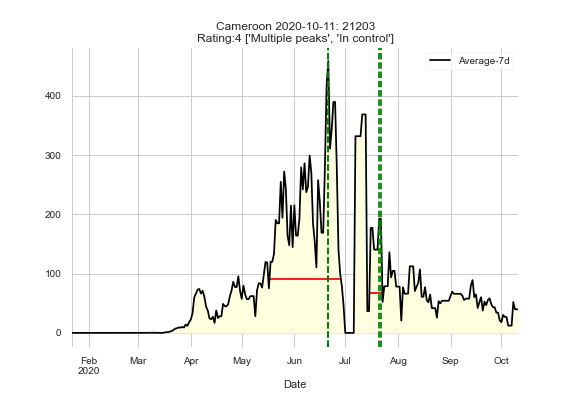 Cameroon 2020-10-11: 21203
Rating:4 ['Multiple peaks', 'In control']
Average-7d
400
300
200
100
0
Feb Mar Apr May Jun Jul Aug Sep Oct
2020
Date